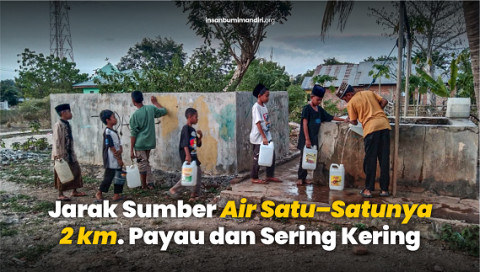 insanbumimandiri.org
Jarak Sumber Air Satu–Satunya
2 km. Payau dan Sering Kering